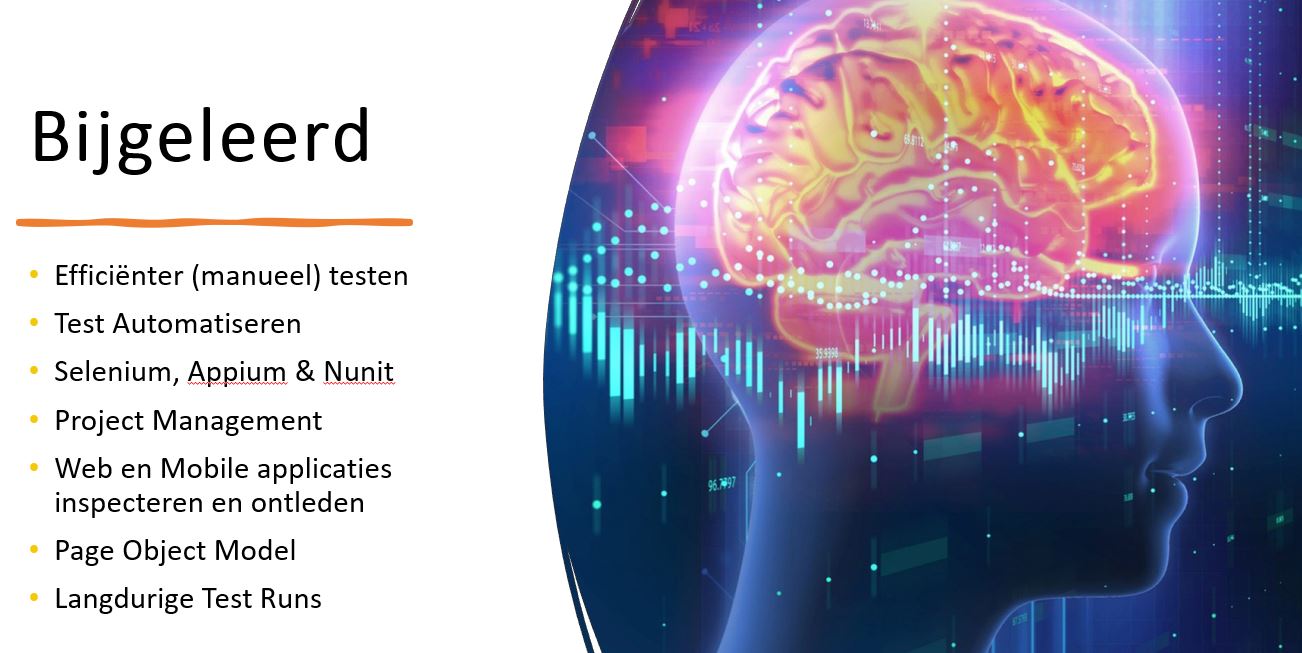 Bijgeleerd
Efficiënter (manueel) testen
Test Automatiseren
Selenium, Appium & Nunit
Project Management
Web en Mobile applicaties
inspecteren en ontleden
Page Object Model
Langdurige Test Runs